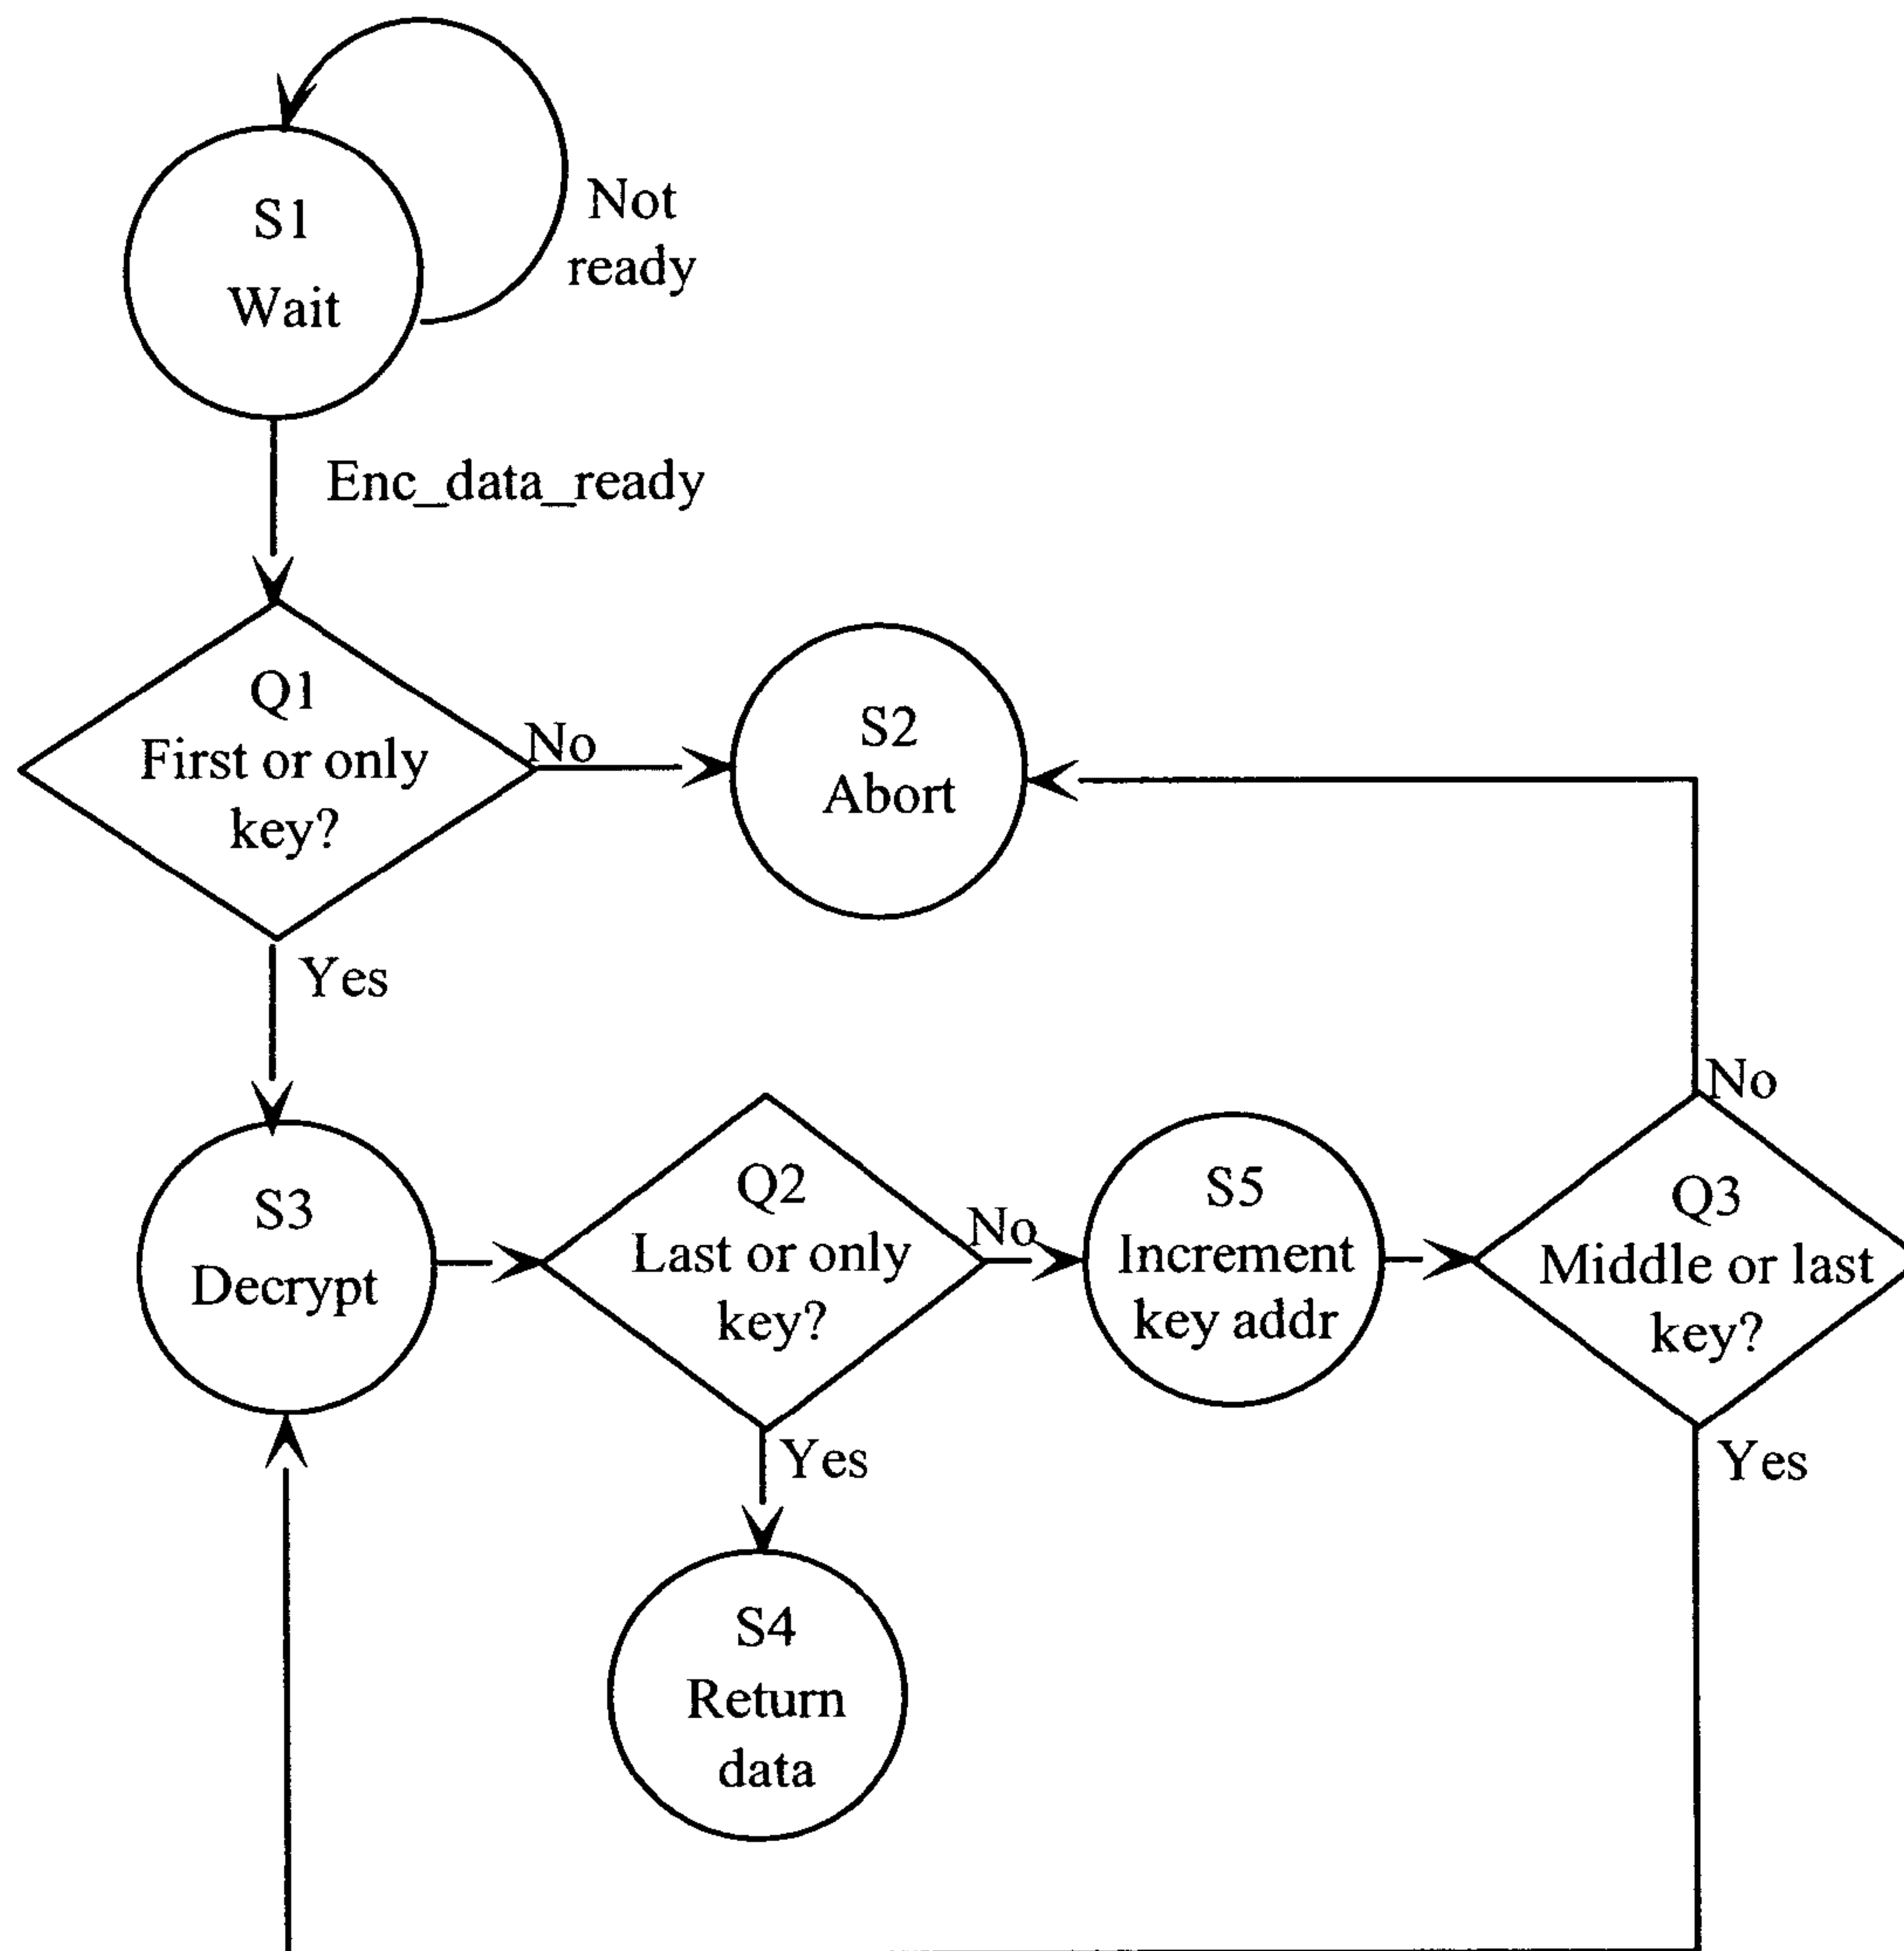 S1
Wait
Not
ready
Enc_data_ready
Q1
First or only
key?
No
S2
Abort
Yes
No
S3
Decrypt
Q2
Last or only
key?
No
S5
Increment
key addr
Q3
Middle or last
key?
Yes
Yes
S4
Return
data